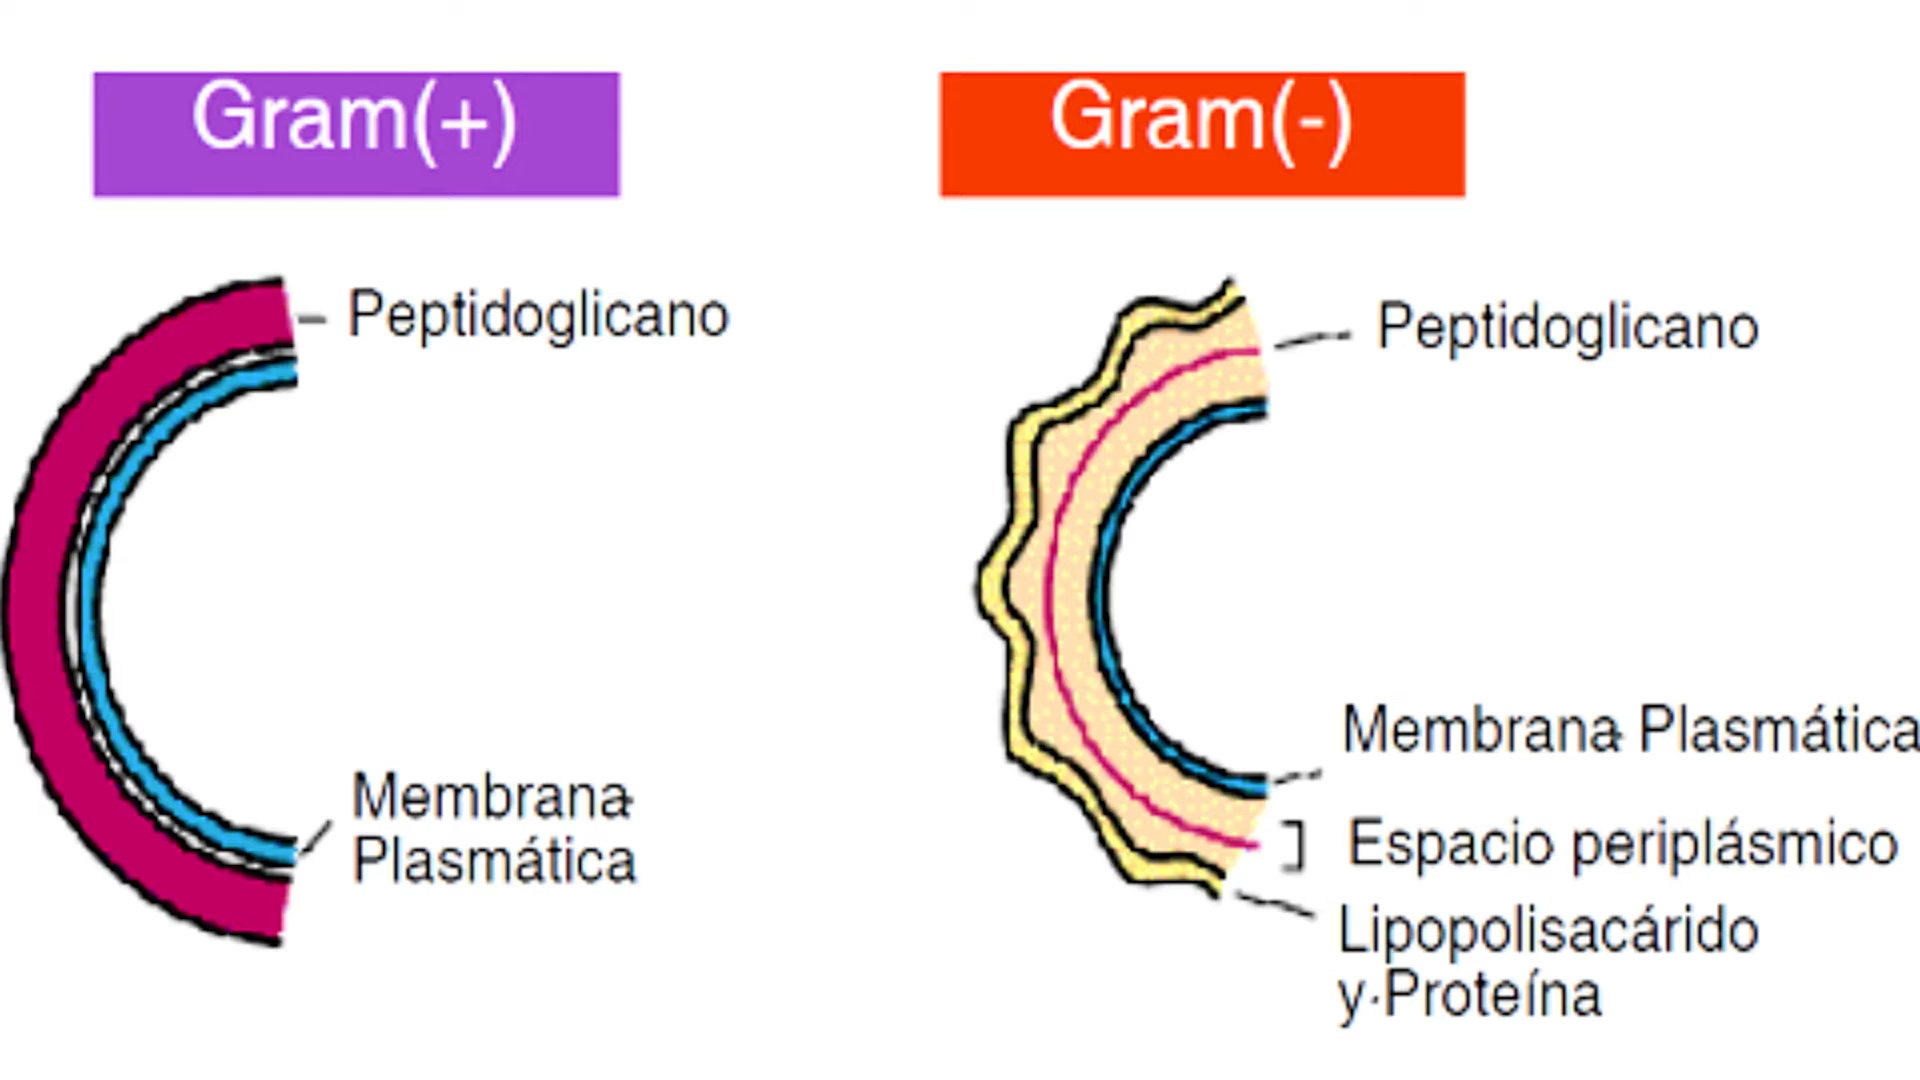 Gram(+)
Gram(-)
Peptidoglicano
Membrana
Plasmática
Peptidoglicano
Membrana Plasmática
Espacio periplásmico
Lipopolisacárido
y Proteína